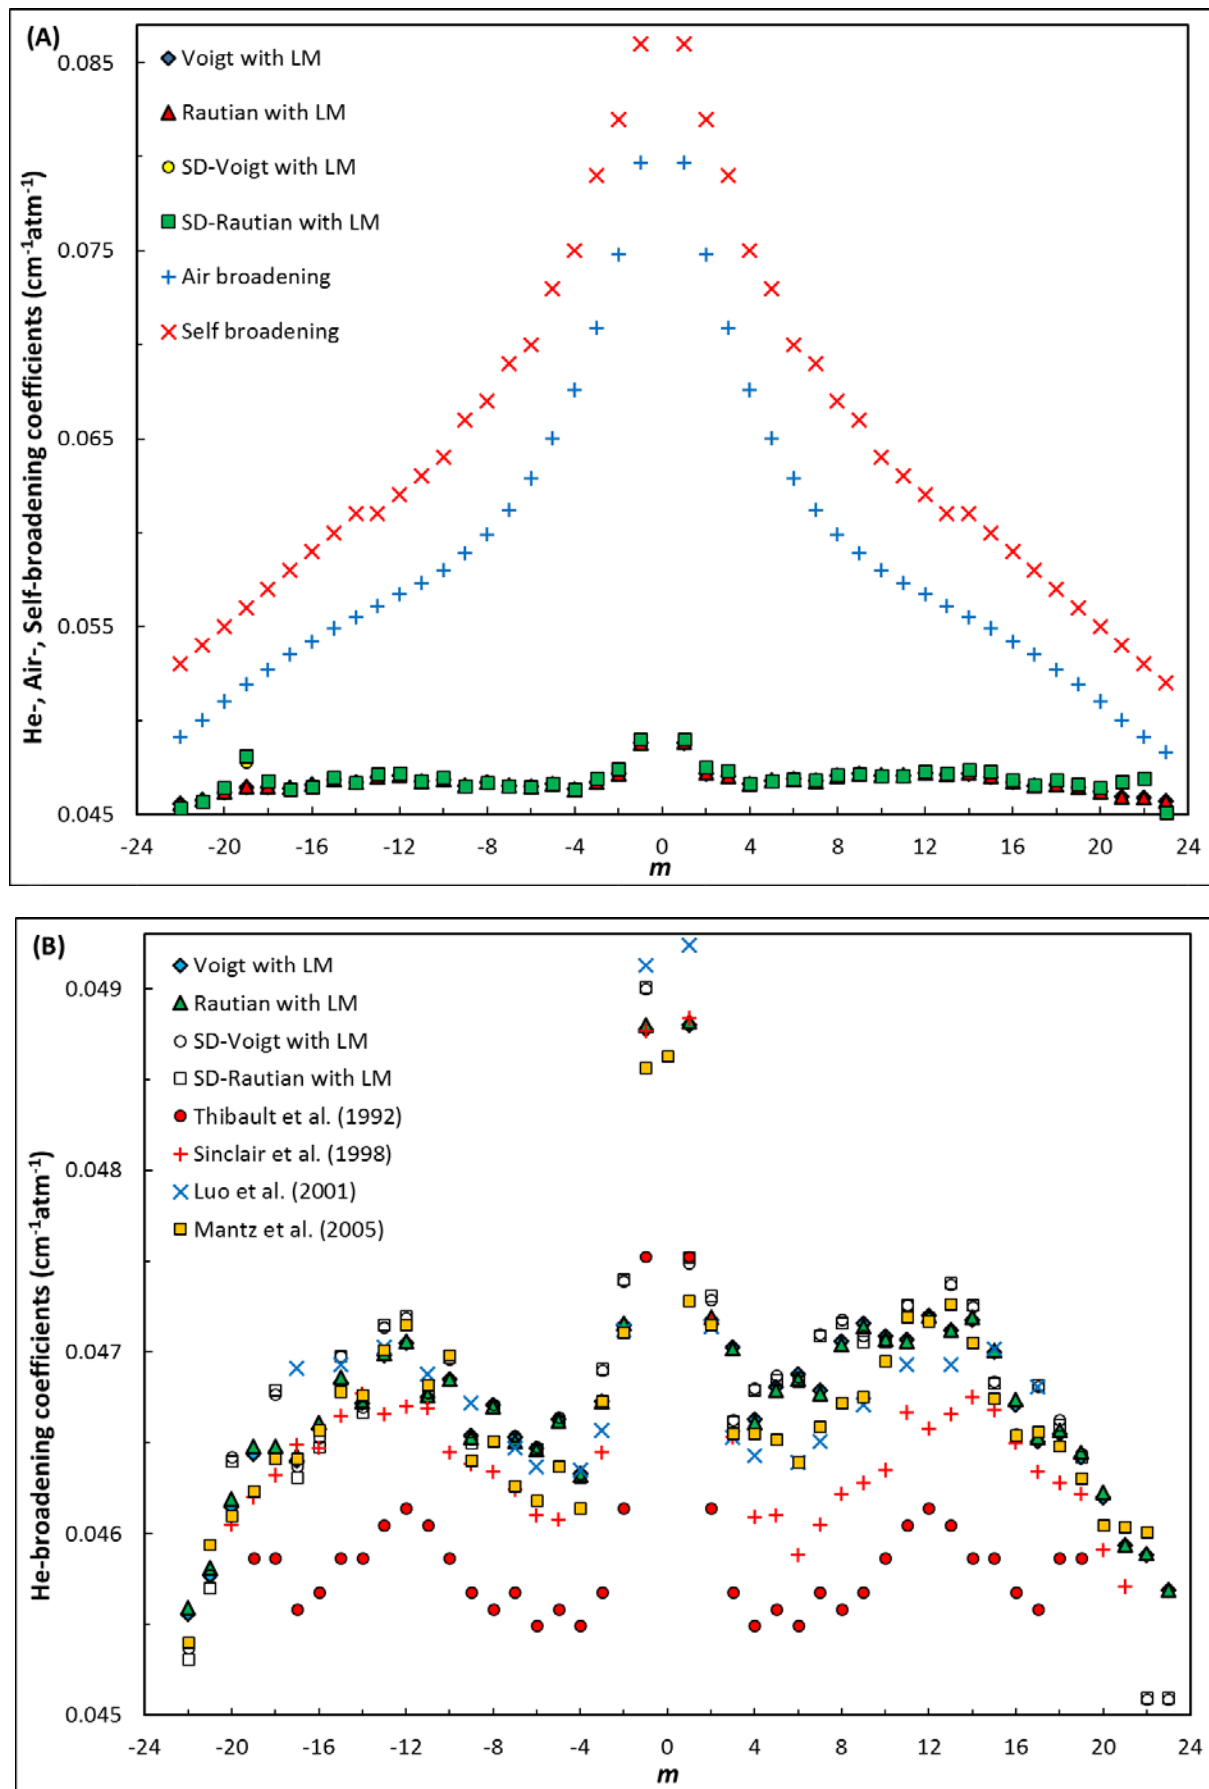 (A)
Voigt with LM
Rautian with LM
SD-Voigt with LM
SD-Rautian with LM
Air broadening
Self broadening
He-, Air-, Self-broadening coefficients (cm⁻¹atm⁻¹)
0.085
0.075
0.065
0.055
0.045
-24 -20 -16 -12 -8 -4 0 4 8 12 16 20 24
m
(B)
Voigt with LM
Rautian with LM
SD-Voigt with LM
SD-Rautian with LM
Thibault et al. (1992)
Sinclair et al. (1998)
Luo et al. (2001)
Mantz et al. (2005)
He-broadening coefficients (cm⁻¹atm⁻¹)
0.049
0.048
0.047
0.046
0.045
-24 -20 -16 -12 -8 -4 0 4 8 12 16 20 24
m